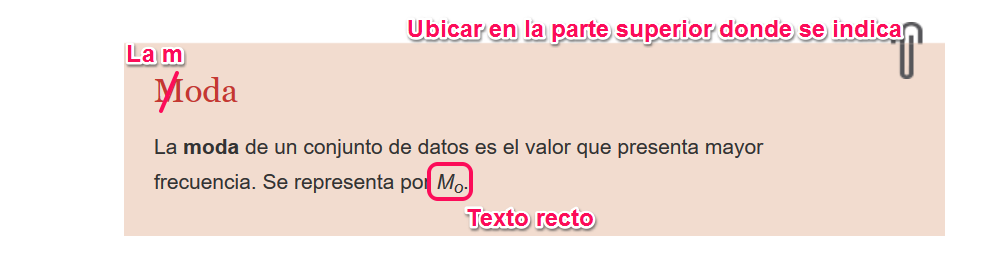 Ubicar en la parte superior donde se indica
La m
Moda
La moda de un conjunto de datos es el valor que presenta mayor
frecuencia. Se representa por Mo.
Texto recto